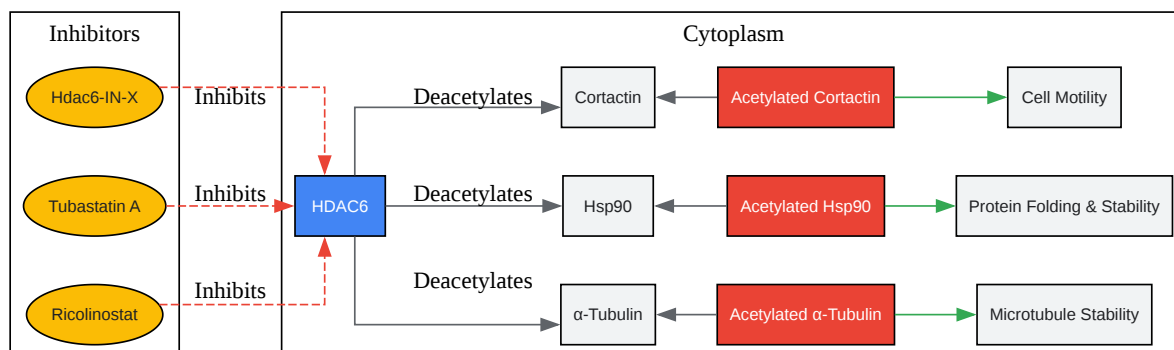 Inhibitors
Cytoplasm
Hdac6-IN-X
Inhibits
Deacetylates
Cortactin
Acetylated Cortactin
Cell Motility
Tubastatin A
Inhibits
HDAC6
Deacetylates
Hsp90
Acetylated Hsp90
Protein Folding & Stability
Ricolinostat
Inhibits
Deacetylates
α-Tubulin
Acetylated α-Tubulin
Microtubule Stability